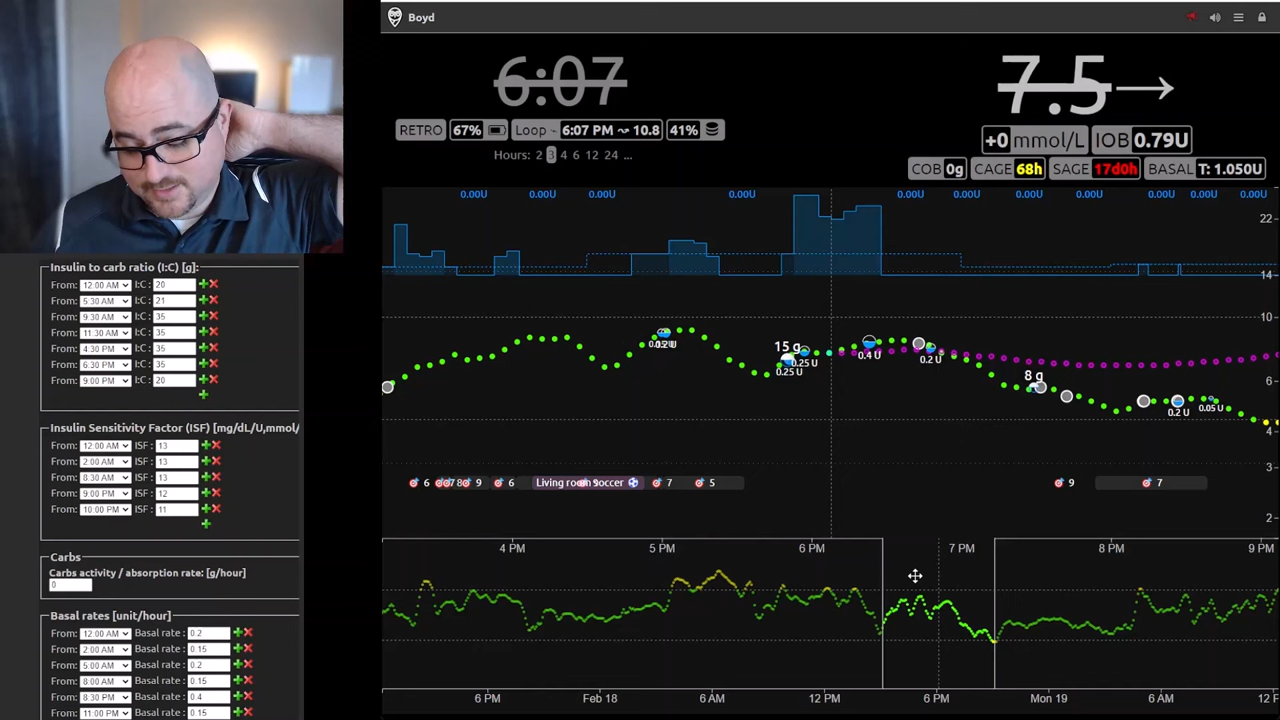 Boyd
6:07
7.5→
RETRO 67% Loop ~ 6:07 PM ↝ 10.8 41%
+0 mmol/L IOB 0.79U
Hours: 2 3 4 6 12 24 ...
COB 0g CAGE 68h SAGE 17d0h BASAL T: 1.050U
0.00U 0.00U 0.00U 0.00U 0.00U 0.00U 0.00U 0.00U 0.00U 0.00U
22
14
10
6
4
3
2
15 g
0.25 U
0.25 U
0.4 U
0.2 U
8 g
0.2 U
0.05 U
6 9 6 Living room soccer 7 5 9 7
4 PM 5 PM 6 PM 7 PM 8 PM 9 PM
6 PM Feb 18 6 AM 12 PM 6 PM Mon 19 6 AM
Insulin to carb ratio (I:C) [g]:
From: 12:00 AM I:C : 20
From: 5:30 AM I:C : 21
From: 9:30 AM I:C : 35
From: 11:30 AM I:C : 35
From: 4:30 PM I:C : 35
From: 6:30 PM I:C : 35
From: 9:00 PM I:C : 20
Insulin Sensitivity Factor (ISF) [mg/dL/U,mmol/
From: 12:00 AM ISF : 13
From: 2:00 AM ISF : 13
From: 8:30 AM ISF : 13
From: 9:00 PM ISF : 12
From: 10:00 PM ISF : 11
Carbs
Carbs activity / absorption rate: [g/hour]
0
Basal rates [unit/hour]
From: 12:00 AM Basal rate : 0.2
From: 2:00 AM Basal rate : 0.15
From: 5:00 AM Basal rate : 0.2
From: 8:00 AM Basal rate : 0.15
From: 8:30 PM Basal rate : 0.4
From: 11:00 PM Basal rate : 0.15